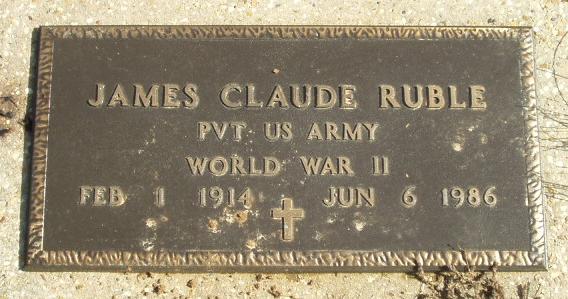 JAMES CLAUDE RUBLE
PVT US ARMY
WORLD WAR II
FEB 1 1914 JUN 6 1986